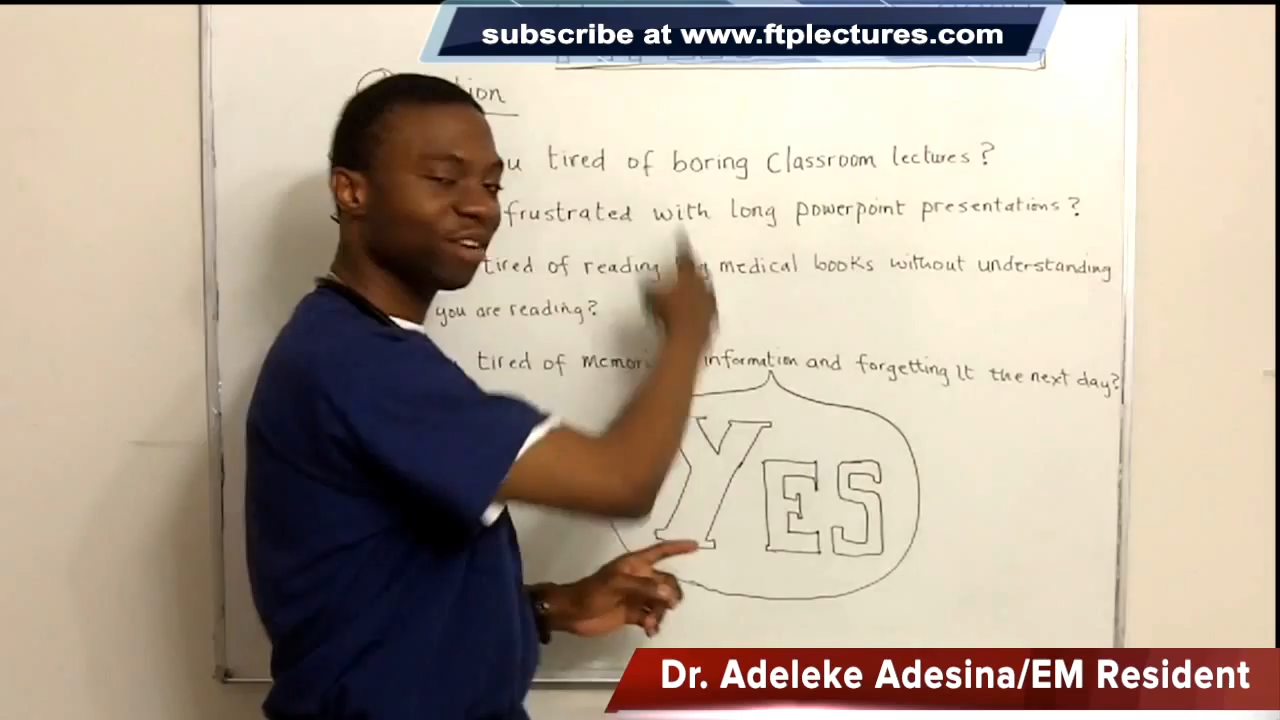 subscribe at www.ftplectures.com
tired of boring classroom lectures?
frustrated with long powerpoint presentations?
tired of reading medical books without understanding
you are reading?
tired of information and forgetting it the next day?
YES
Dr. Adeleke Adesina/EM Resident